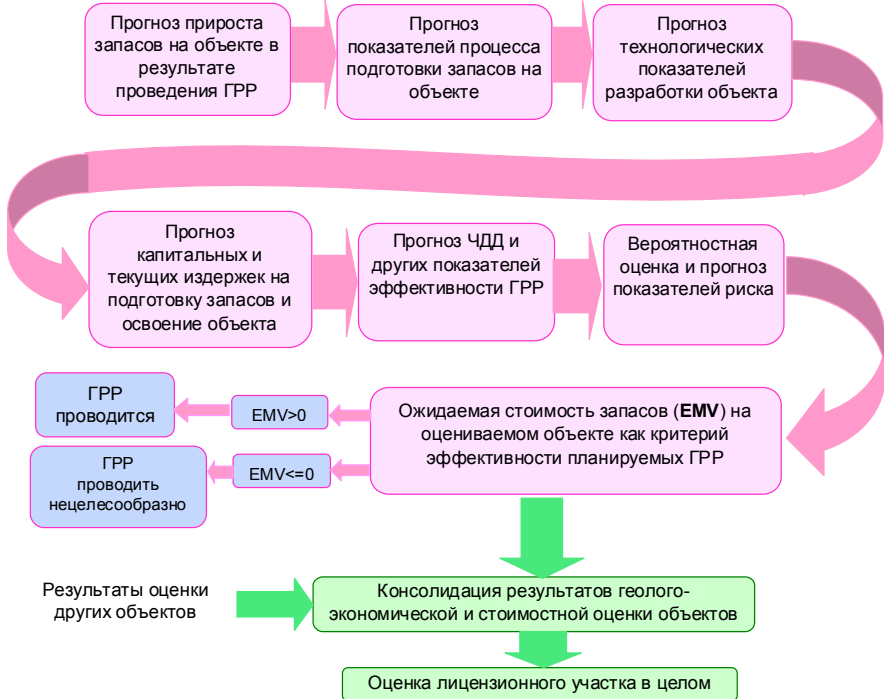 Прогноз прироста
запасов на объекте в
результате
проведения ГРР
Прогноз
показателей процесса
подготовки запасов на
объекте
Прогноз
технологических
показателей
разработки объекта
Прогноз
капитальных и
текущих издержек на
подготовку запасов и
освоение объекта
Прогноз ЧДД и
других показателей
эффективности ГРР
Вероятностная
оценка и прогноз
показателей риска
ГРР
проводится
EMV>0
Ожидаемая стоимость запасов (EMV) на
оцениваемом объекте как критерий
эффективности планируемых ГРР
ГРР
проводить
нецелесообразно
EMV<=0
Результаты оценки
других объектов
Консолидация результатов геолого-
экономической и стоимостной оценки объектов
Оценка лицензионного участка в целом